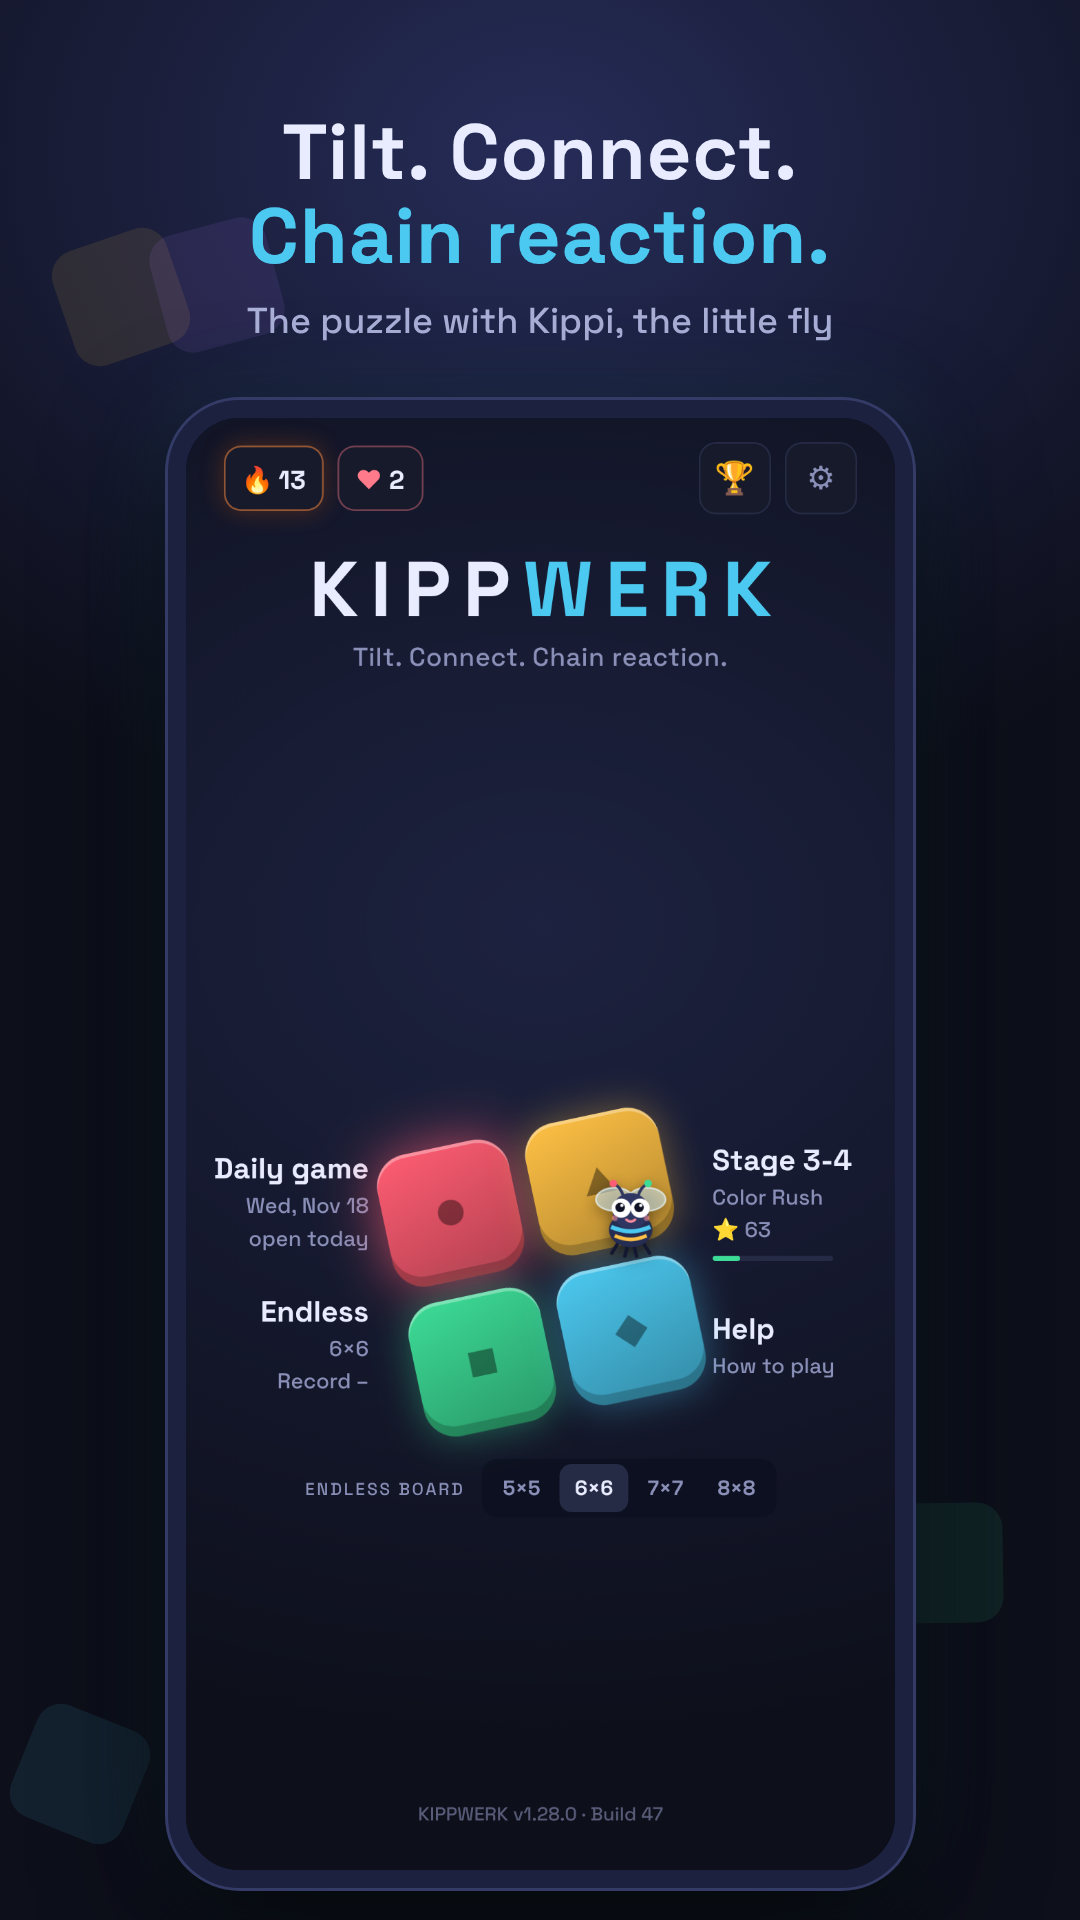 Tilt. Connect.
Chain reaction.
The puzzle with Kippi, the little fly
🔥 13
❤ 2
KIPPWERK
Tilt. Connect. Chain reaction.
Daily game
Wed, Nov 18
open today
Stage 3-4
Color Rush
⭐ 63
Endless
6×6
Record –
Help
How to play
ENDLESS BOARD 5×5 6×6 7×7 8×8
KIPPWERK v1.28.0 · Build 47